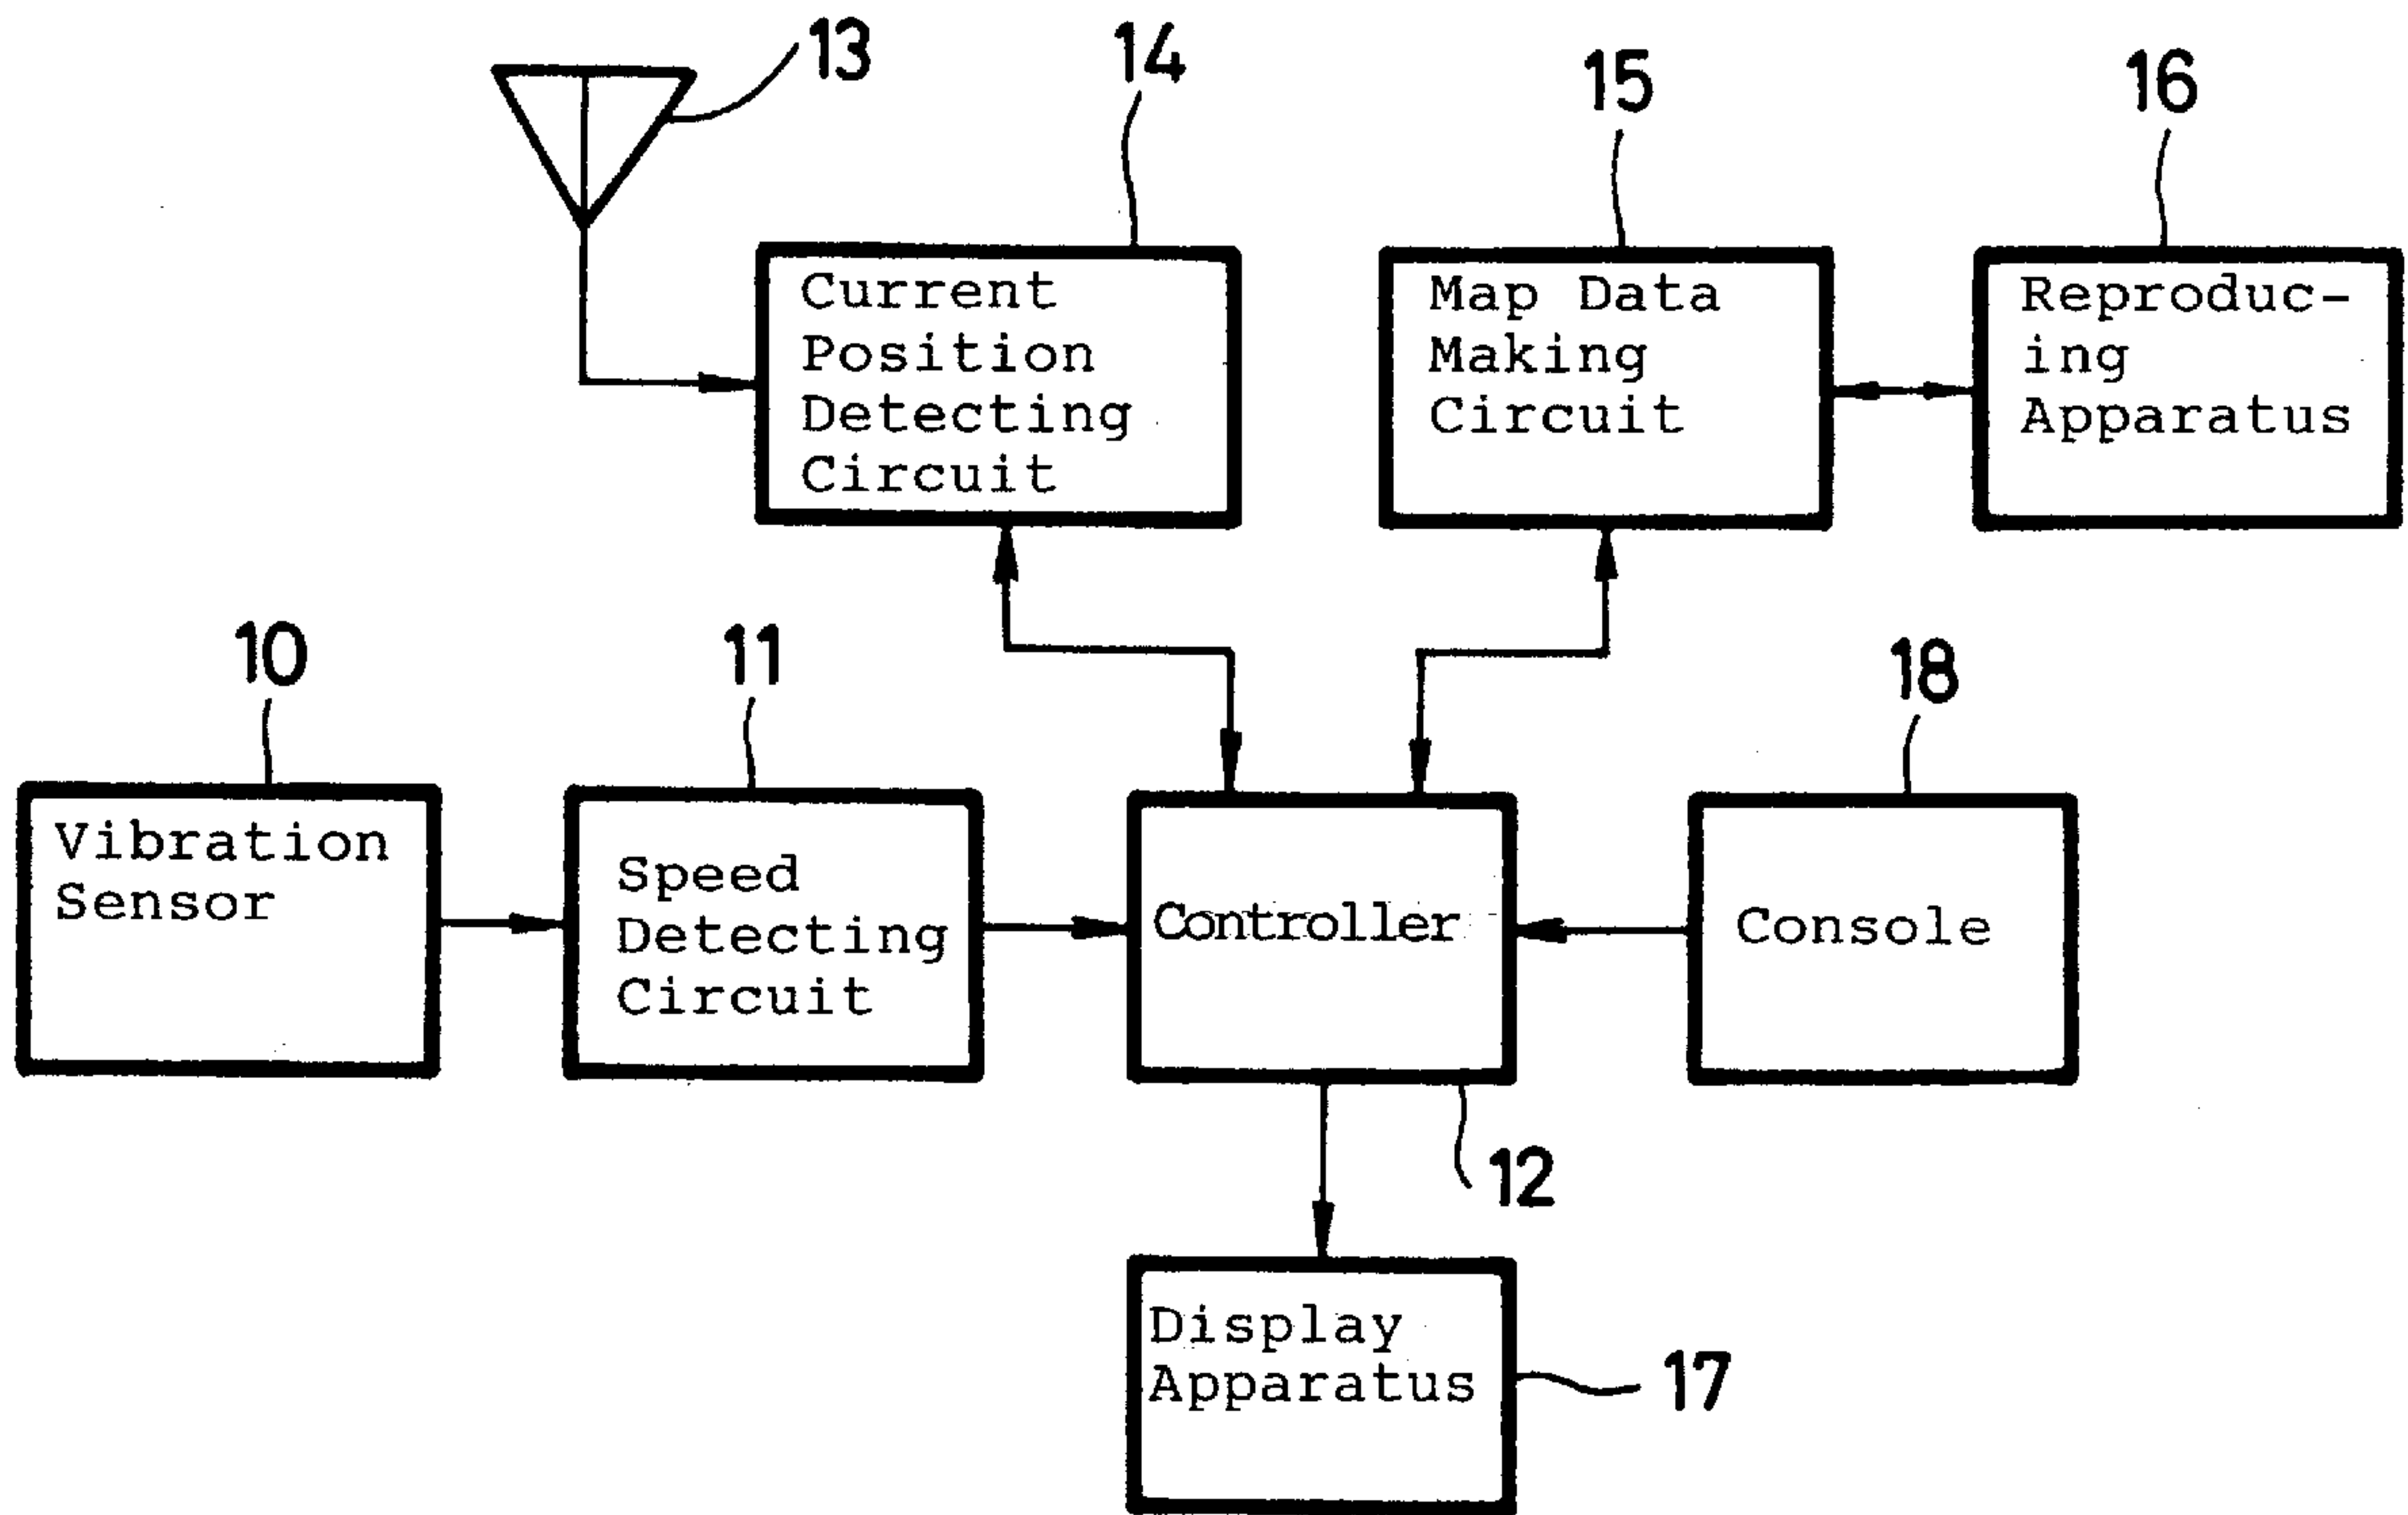 13
14
15
16
Current
Position
Detecting
Circuit
Map Data
Making
Circuit
Reproduc-
ing
Apparatus
10
11
18
Vibration
Sensor
Speed
Detecting
Circuit
Controller
Console
12
Display
Apparatus
17